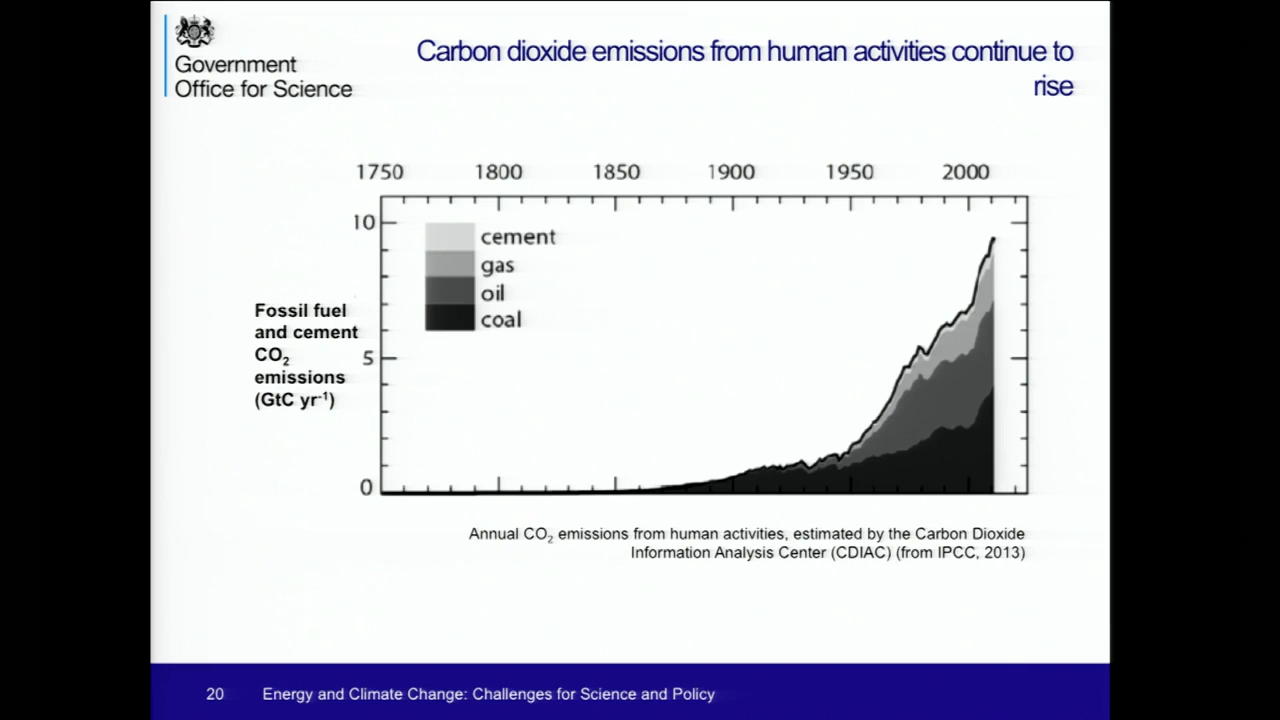 Government
Office for Science
Carbon dioxide emissions from human activities continue to
rise
1750 1800 1850 1900 1950 2000
10
5
0
cement
gas
oil
coal
Fossil fuel
and cement
CO₂
emissions
(GtC yr⁻¹)
Annual CO₂ emissions from human activities, estimated by the Carbon Dioxide
Information Analysis Center (CDIAC) (from IPCC, 2013)
20 Energy and Climate Change: Challenges for Science and Policy